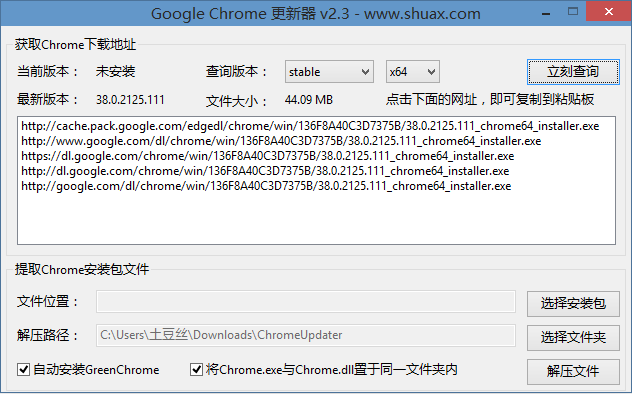 Google Chrome 更新器 v2.3 - www.shuax.com
获取Chrome下载地址
当前版本： 未安装 查询版本： stable x64 立刻查询
最新版本： 38.0.2125.111 文件大小： 44.09 MB 点击下面的网址，即可复制到粘贴板
http://cache.pack.google.com/edgedl/chrome/win/136F8A40C3D7375B/38.0.2125.111_chrome64_installer.exe
http://www.google.com/dl/chrome/win/136F8A40C3D7375B/38.0.2125.111_chrome64_installer.exe
https://dl.google.com/chrome/win/136F8A40C3D7375B/38.0.2125.111_chrome64_installer.exe
http://dl.google.com/chrome/win/136F8A40C3D7375B/38.0.2125.111_chrome64_installer.exe
http://google.com/dl/chrome/win/136F8A40C3D7375B/38.0.2125.111_chrome64_installer.exe
提取Chrome安装包文件
文件位置： 选择安装包
解压路径： C:\Users\土豆丝\Downloads\ChromeUpdater 选择文件夹
自动安装GreenChrome 将Chrome.exe与Chrome.dll置于同一文件夹内 解压文件